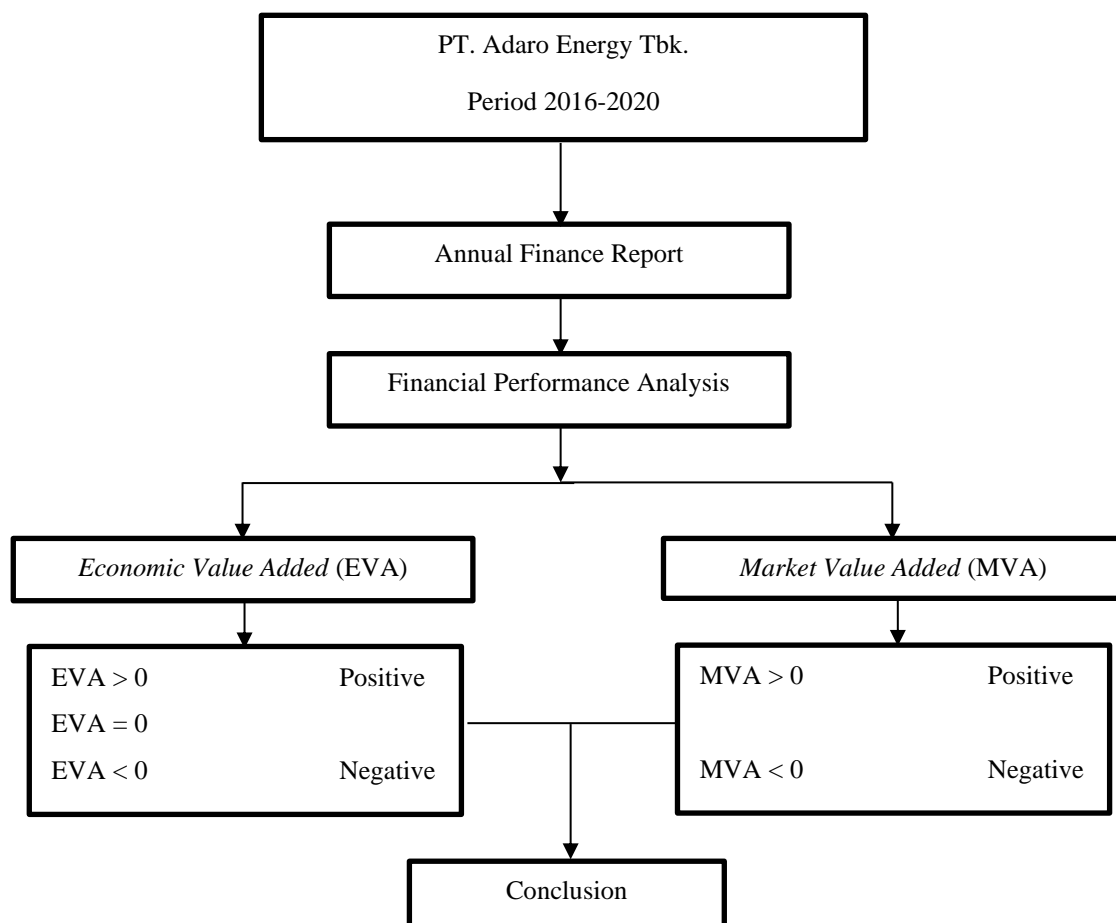 PT. Adaro Energy Tbk.
Period 2016-2020
Annual Finance Report
Financial Performance Analysis
Economic Value Added (EVA)
Market Value Added (MVA)
EVA > 0 Positive
EVA = 0
EVA < 0 Negative
MVA > 0 Positive
MVA < 0 Negative
Conclusion